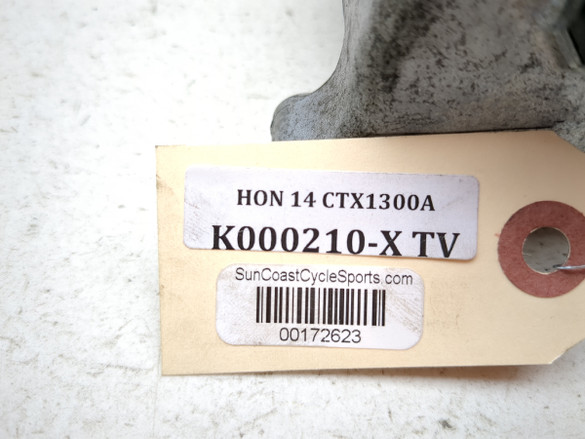 HON 14 CTX1300A
K000210-X TV
SunCoastCycleSports.com
00172623